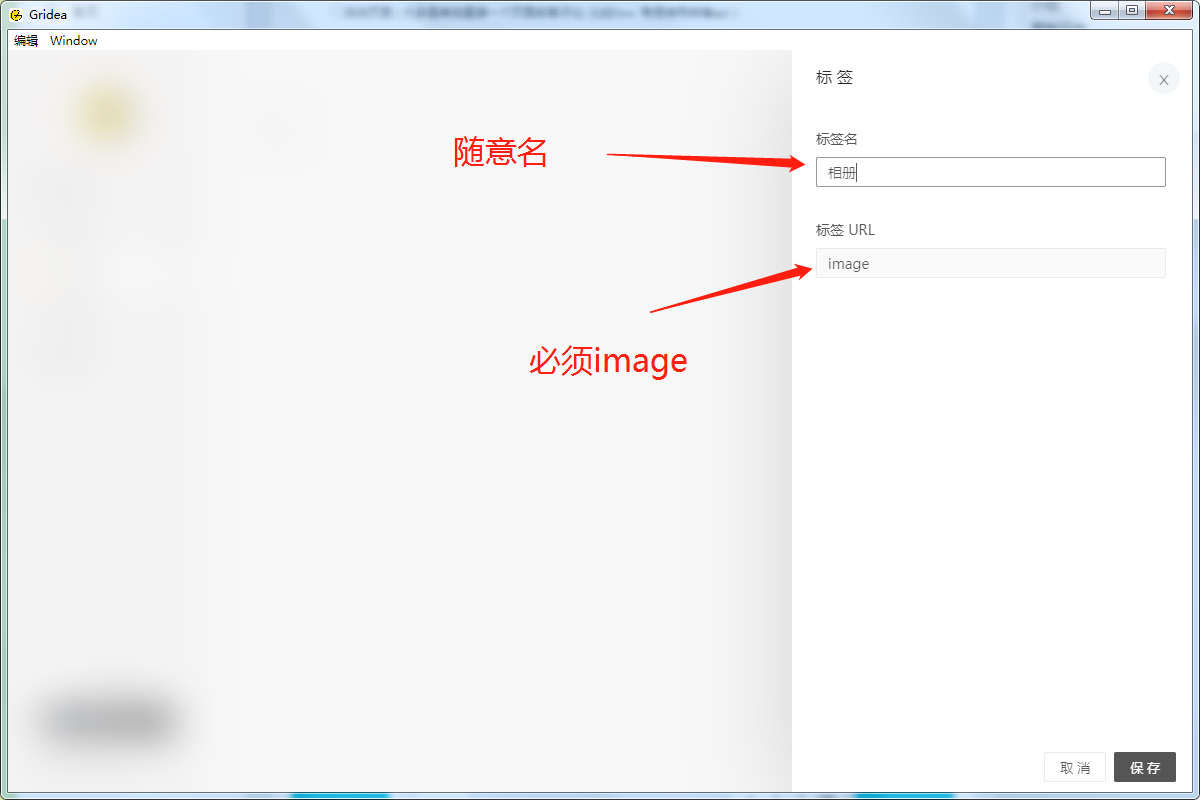 Gridea
编辑 Window
标 签
X
标签名
随意名
相册
标签 URL
image
必须image
取 消
保 存